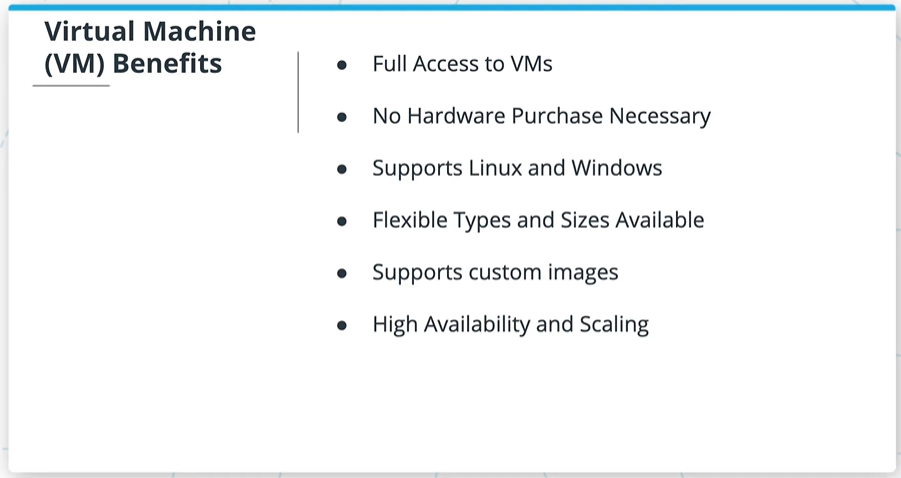 Virtual Machine
(VM) Benefits
● Full Access to VMs
● No Hardware Purchase Necessary
● Supports Linux and Windows
● Flexible Types and Sizes Available
● Supports custom images
● High Availability and Scaling